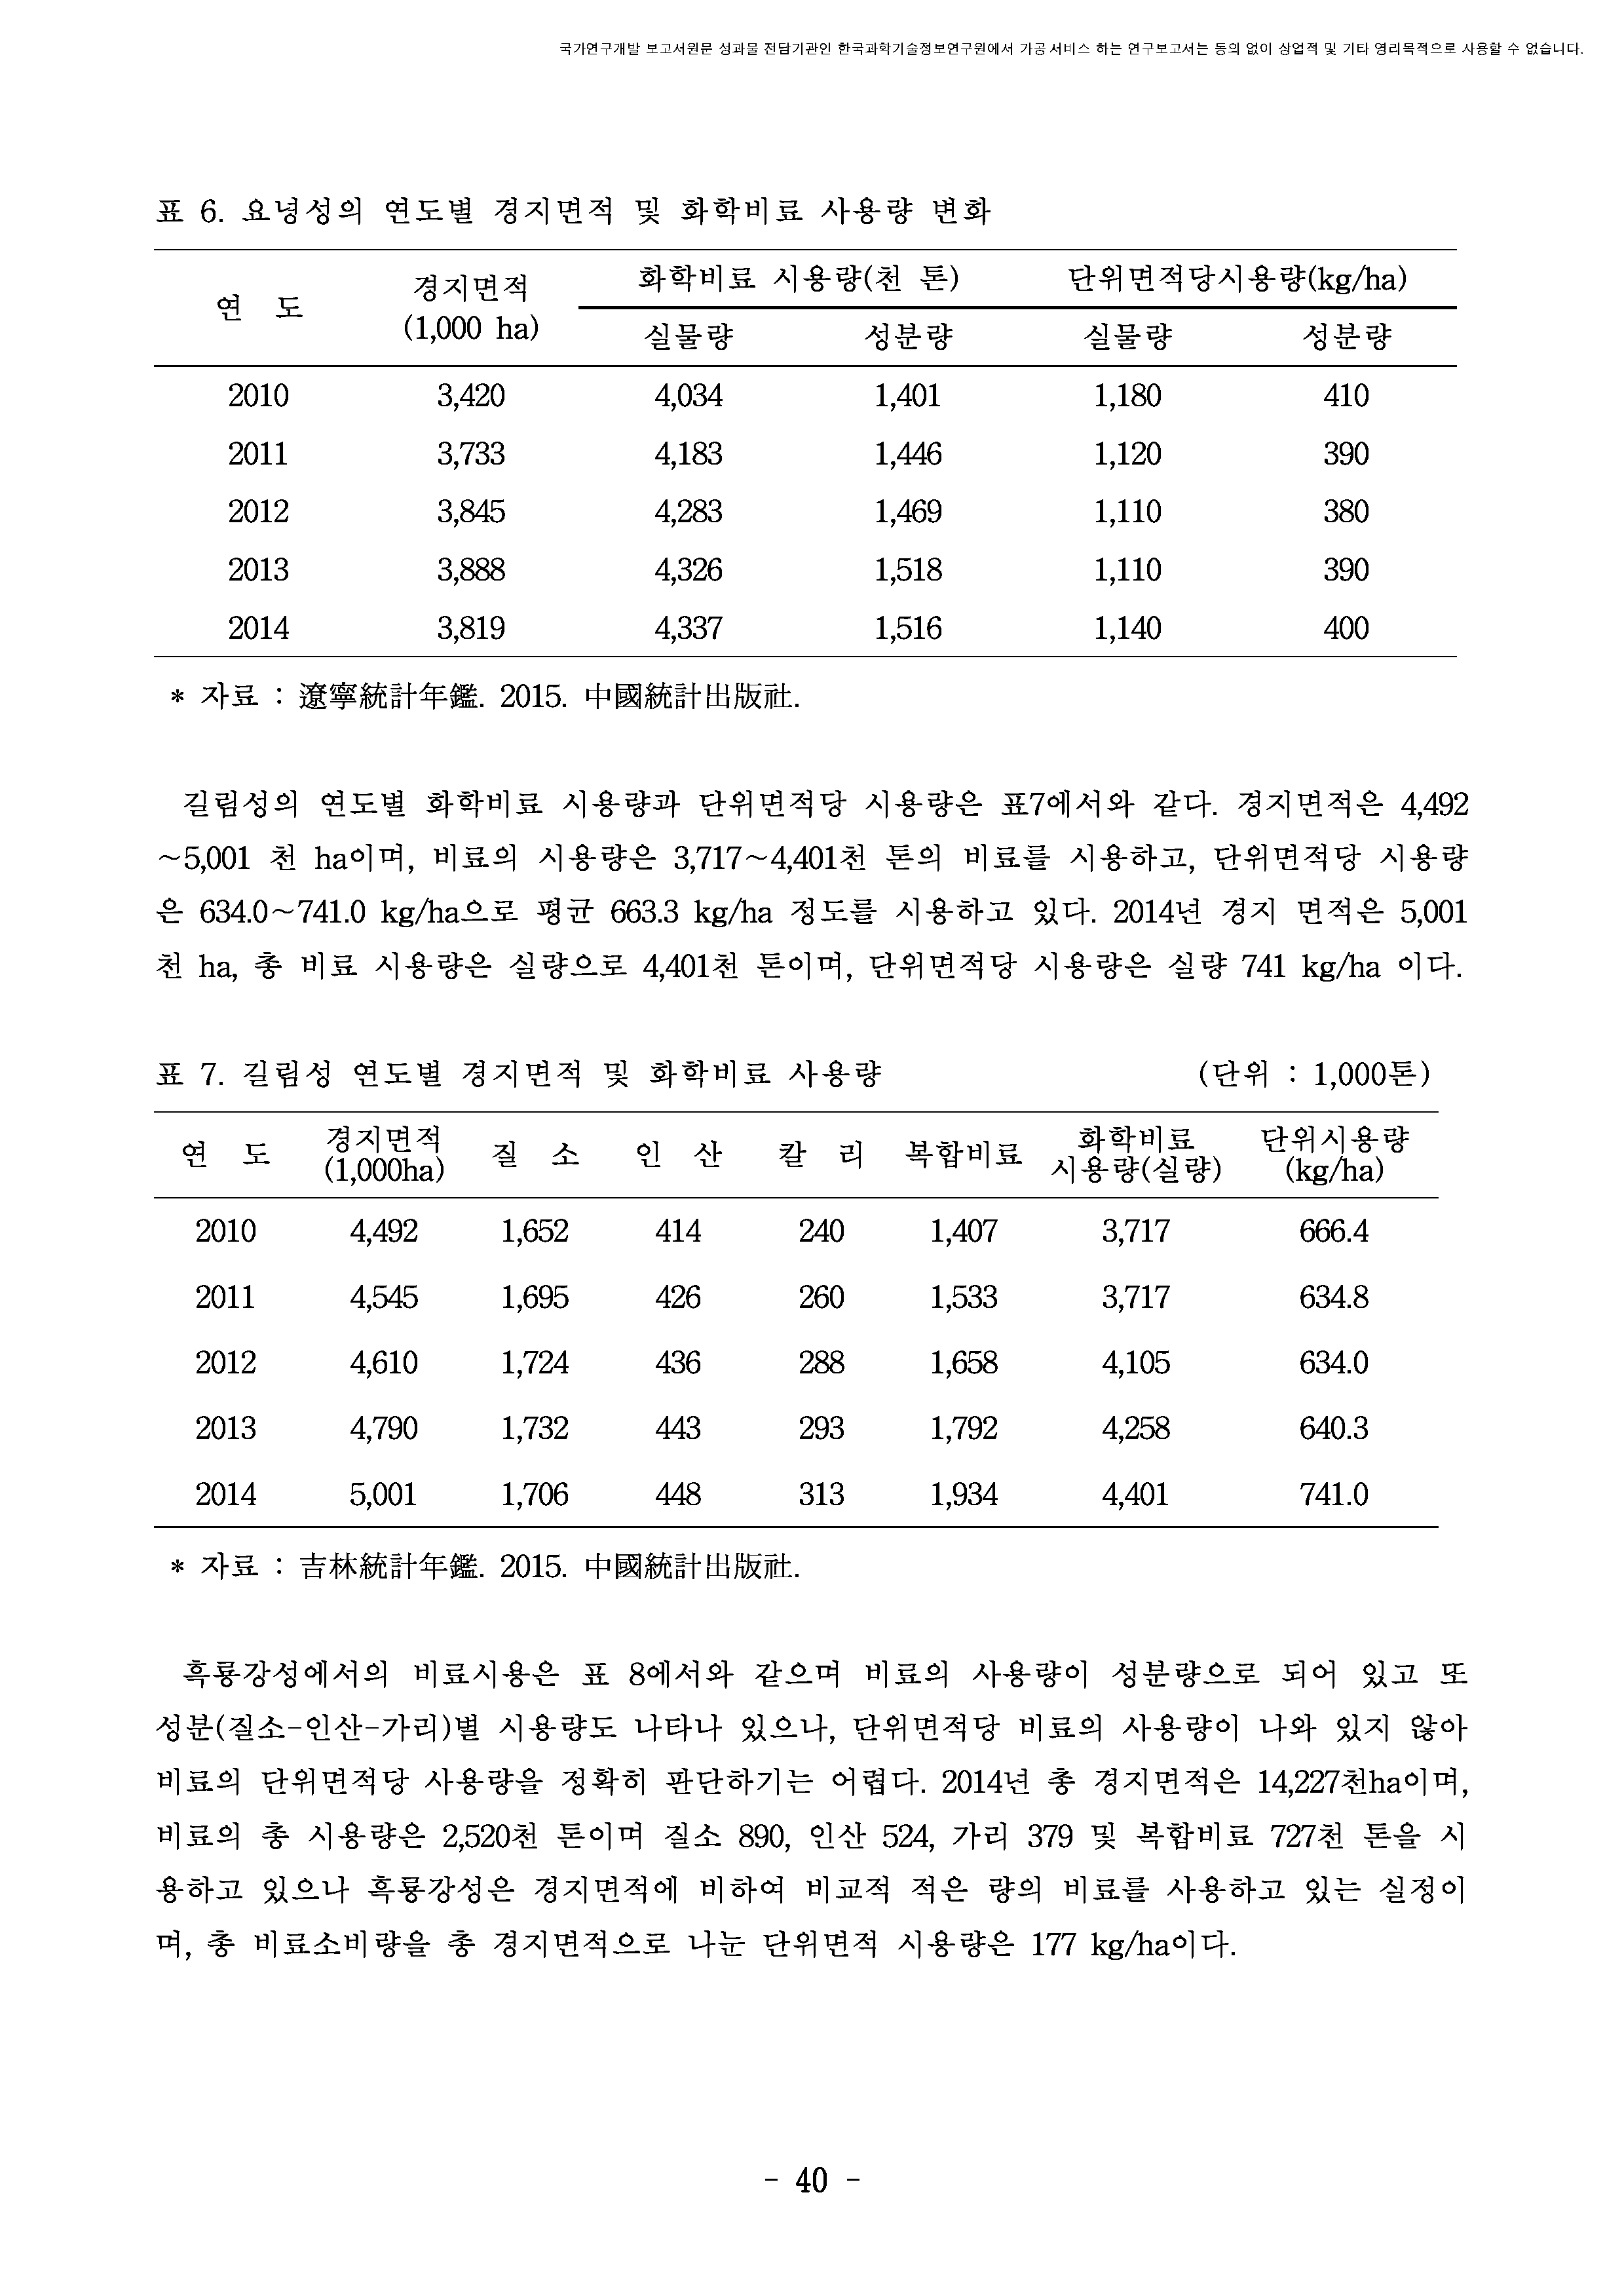 국가연구개발 보고서원문 성과물 전담기관인 한국과학기술정보연구원에서 가공·서비스 하는 연구보고서는 동의 없이 상업적 및 기타 영리목적으로 사용할 수 없습니다.
표 6. 요녕성의 연도별 경지면적 및 화학비료 사용량 변화
연 도 경지면적 (1,000 ha) 화학비료 시용량(천 톤) 단위면적당시용량(kg/ha)
실물량 성분량 실물량 성분량
2010 3,420 4,034 1,401 1,180 410
2011 3,733 4,183 1,446 1,120 390
2012 3,845 4,283 1,469 1,110 380
2013 3,888 4,326 1,518 1,110 390
2014 3,819 4,337 1,516 1,140 400
* 자료 : 遼寧統計年鑑. 2015. 中國統計出版社.
길림성의 연도별 화학비료 시용량과 단위면적당 시용량은 표7에서와 같다. 경지면적은 4,492
~5,001 천 ha이며, 비료의 시용량은 3,717~4,401천 톤의 비료를 시용하고, 단위면적당 시용량
은 634.0~741.0 kg/ha으로 평균 663.3 kg/ha 정도를 시용하고 있다. 2014년 경지 면적은 5,001
천 ha, 총 비료 시용량은 실량으로 4,401천 톤이며, 단위면적당 시용량은 실량 741 kg/ha 이다.
표 7. 길림성 연도별 경지면적 및 화학비료 사용량 (단위 : 1,000톤)
연 도 경지면적 (1,000ha) 질 소 인 산 칼 리 복합비료 화학비료 시용량(실량) 단위시용량 (kg/ha)
2010 4,492 1,652 414 240 1,407 3,717 666.4
2011 4,545 1,695 426 260 1,533 3,717 634.8
2012 4,610 1,724 436 288 1,658 4,105 634.0
2013 4,790 1,732 443 293 1,792 4,258 640.3
2014 5,001 1,706 448 313 1,934 4,401 741.0
* 자료 : 吉林統計年鑑. 2015. 中國統計出版社.
흑룡강성에서의 비료시용은 표 8에서와 같으며 비료의 사용량이 성분량으로 되어 있고 또
성분(질소-인산-가리)별 시용량도 나타나 있으나, 단위면적당 비료의 사용량이 나와 있지 않아
비료의 단위면적당 사용량을 정확히 판단하기는 어렵다. 2014년 총 경지면적은 14,227천ha이며,
비료의 총 시용량은 2,520천 톤이며 질소 890, 인산 524, 가리 379 및 복합비료 727천 톤을 시
용하고 있으나 흑룡강성은 경지면적에 비하여 비교적 적은 량의 비료를 사용하고 있는 실정이
며, 총 비료소비량을 총 경지면적으로 나눈 단위면적 시용량은 177 kg/ha이다.
- 40 -